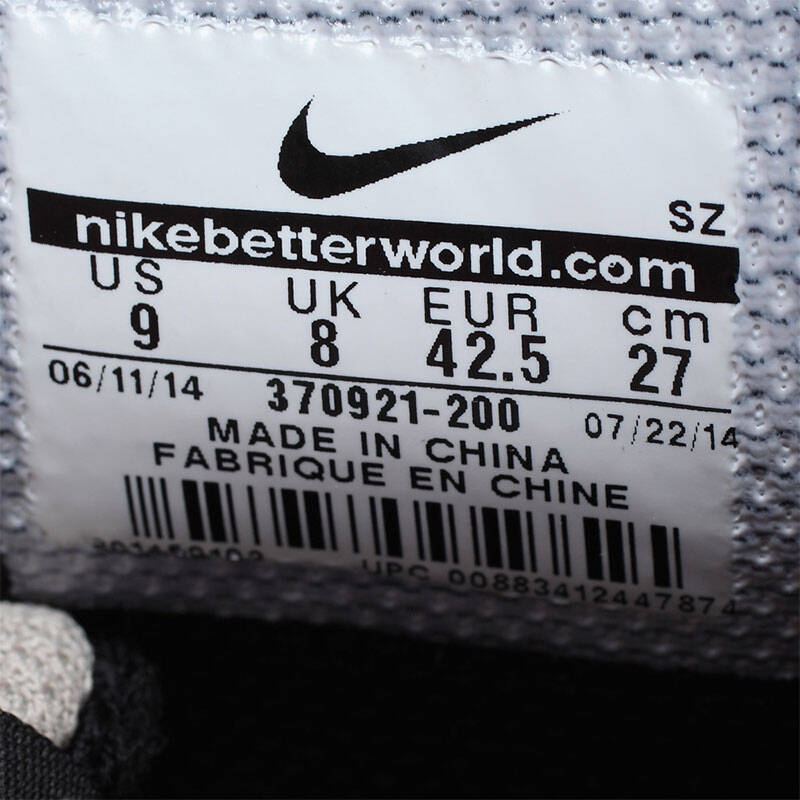 SZ
nikebetterworld.com
US UK EUR cm
9 8 42.5 27
06/11/14 370921-200 07/22/14
MADE IN CHINA
FABRIQUE EN CHINE
UPC 00883412447874